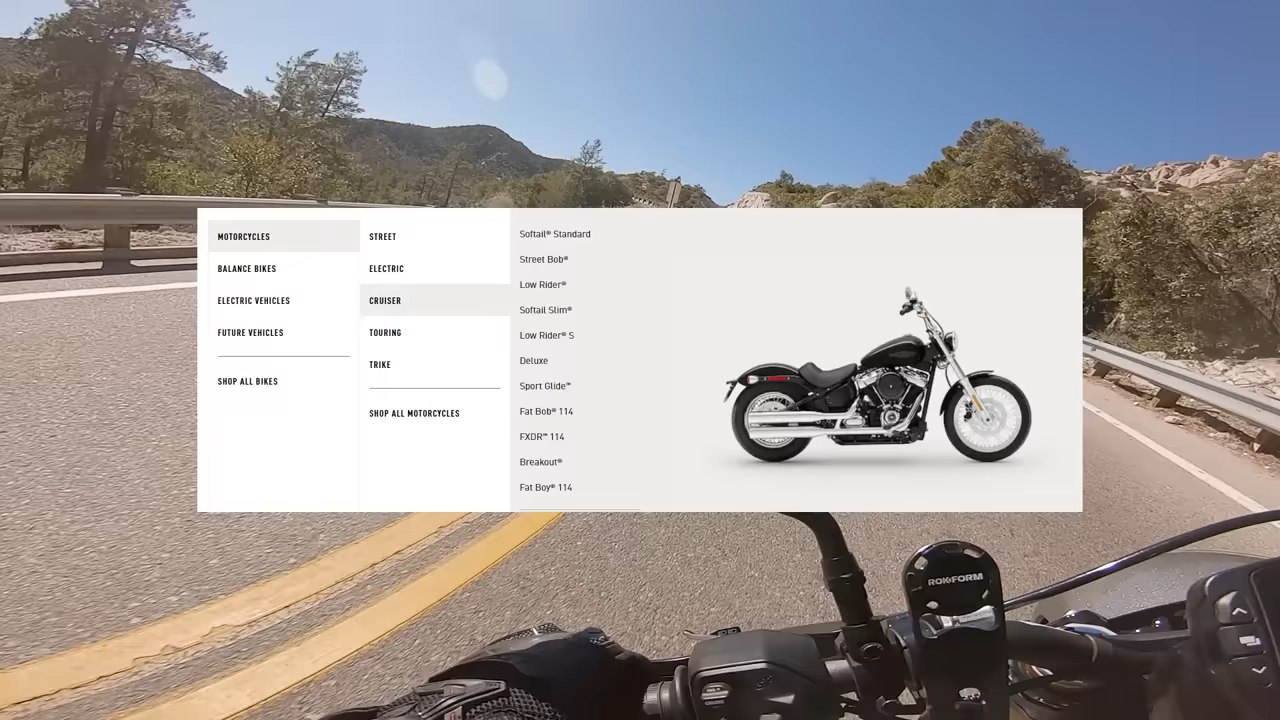 MOTORCYCLES
BALANCE BIKES
ELECTRIC VEHICLES
FUTURE VEHICLES
SHOP ALL BIKES
STREET
ELECTRIC
CRUISER
TOURING
TRIKE
SHOP ALL MOTORCYCLES
Softail® Standard
Street Bob®
Low Rider®
Softail Slim®
Low Rider® S
Deluxe
Sport Glide™
Fat Bob® 114
FXDR™ 114
Breakout®
Fat Boy® 114
ROKFORM